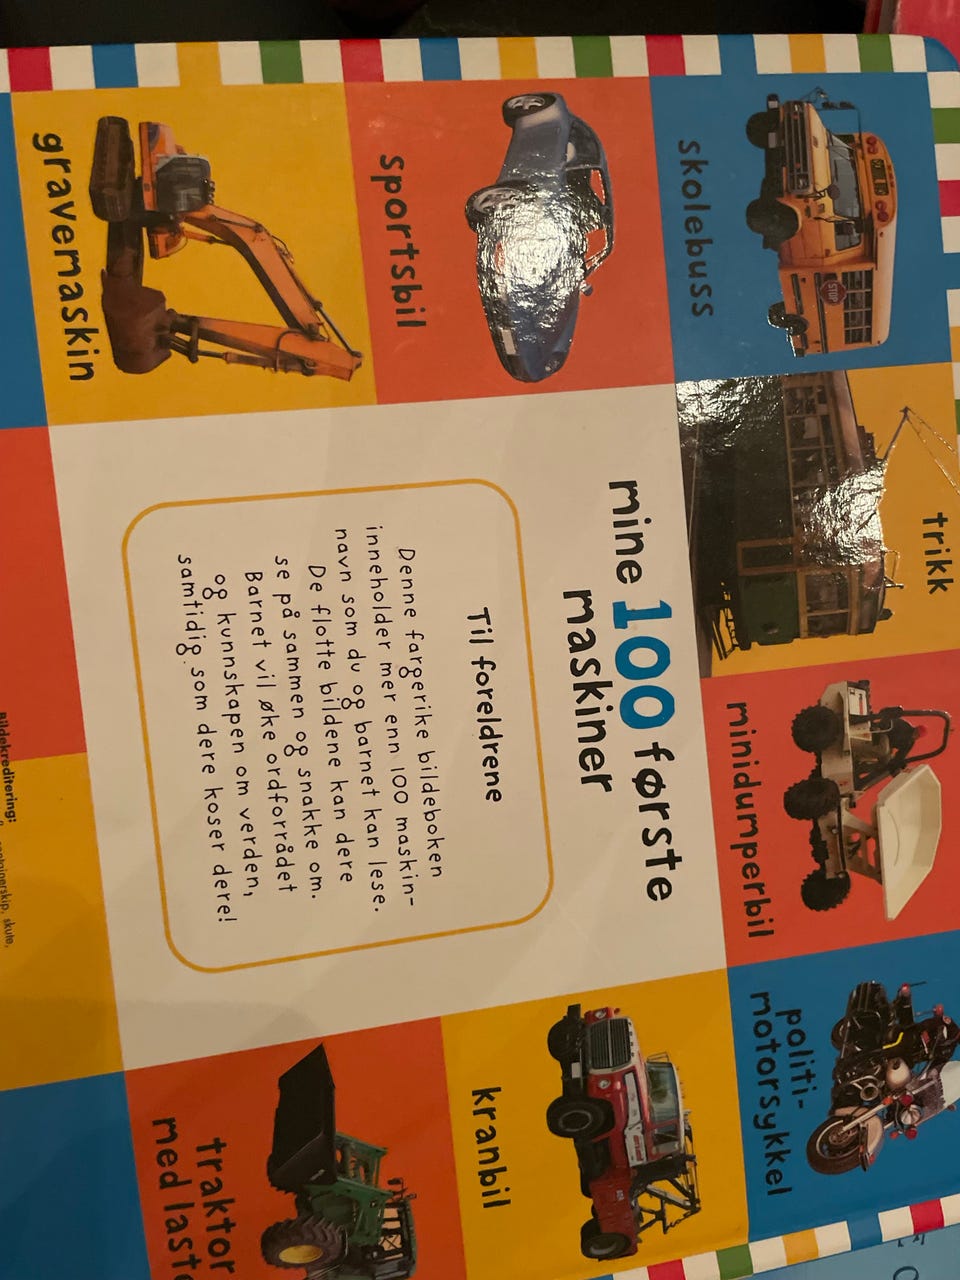 skolebuss
trikk
minidumperbil
politi-
motorsykkel
STOP
sportsbil
gravemaskin
mine 100 første
maskiner
Til foreldrene
Denne fargerike bildeboken
inneholder mer enn 100 maskin-
navn som du og barnet kan lese.
De flotte bildene kan dere
se på sammen og snakke om.
Barnet vil øke ordforrådet
og kunnskapen om verden,
samtidig som dere koser dere!
kranbil
traktor
med last
Bildekreditering:
containerskip, skute,